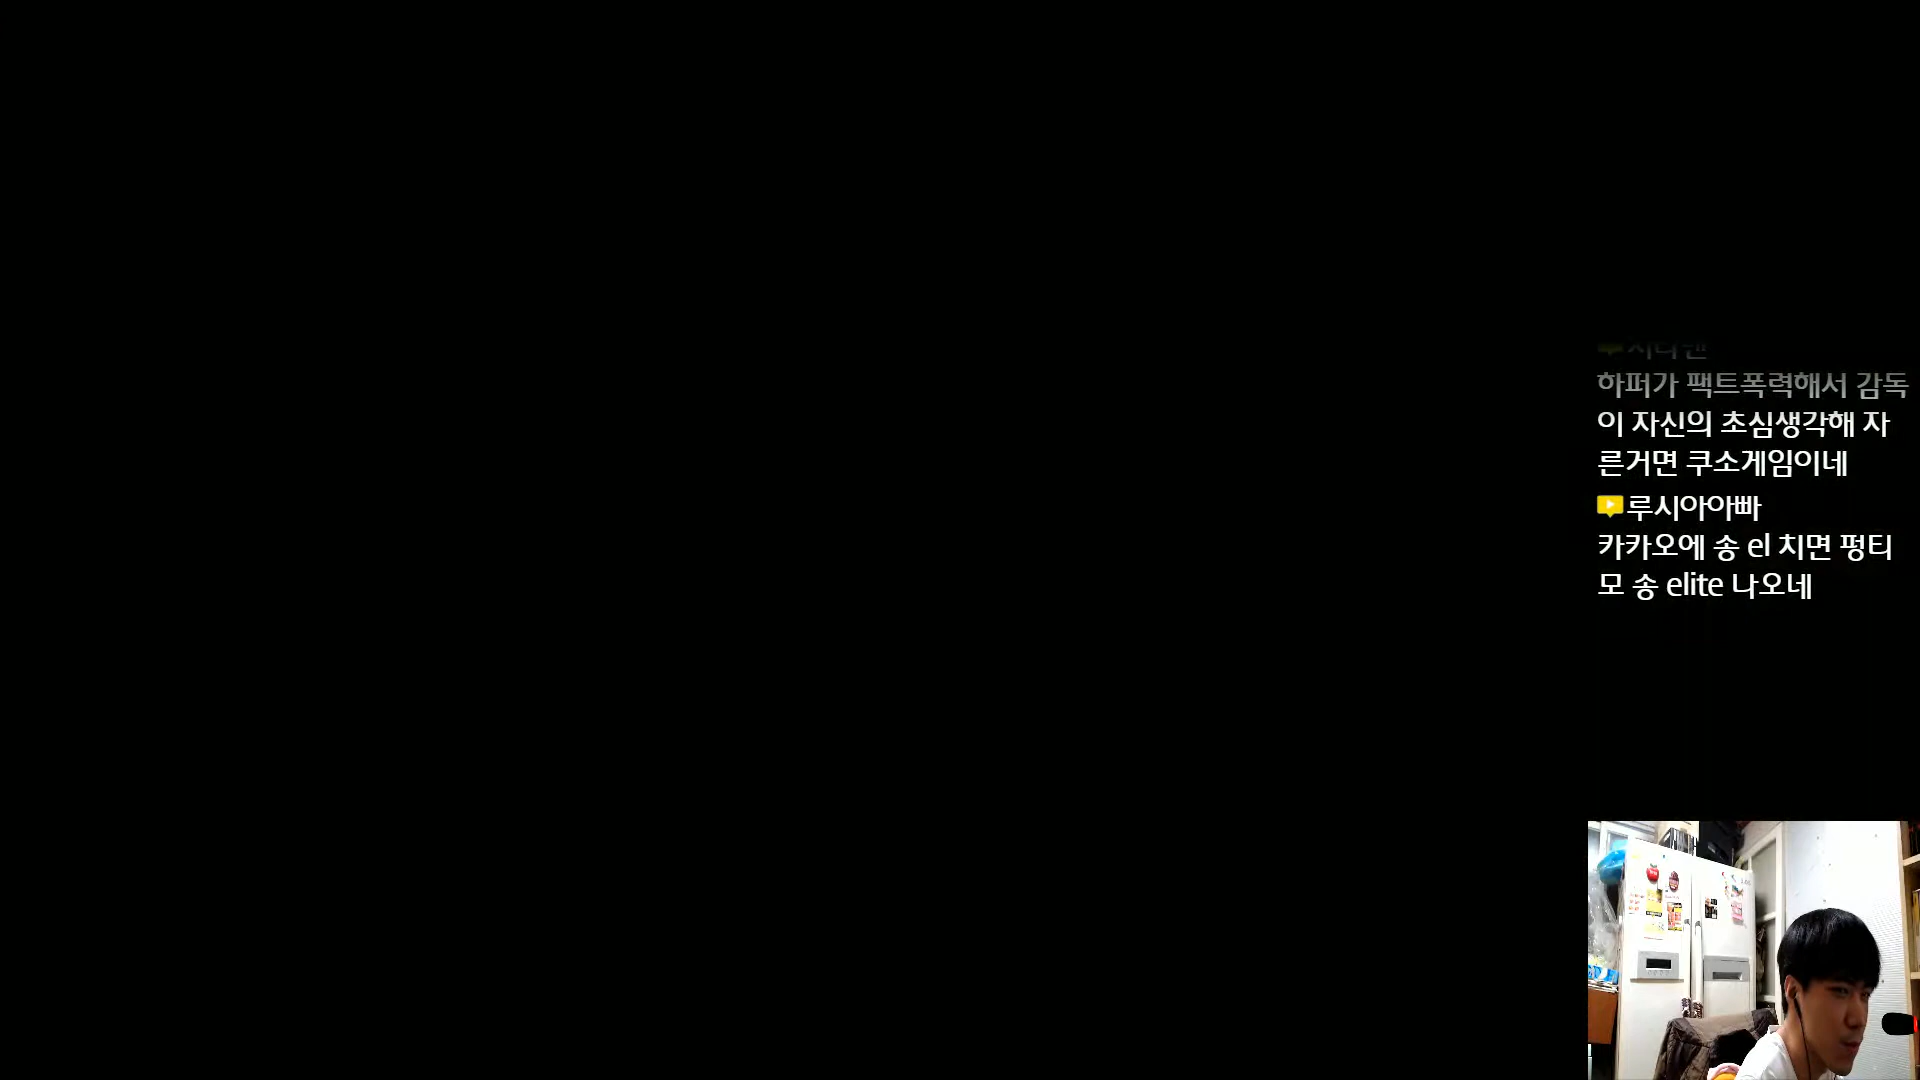 하퍼가 팩트폭력해서 감독
이 자신의 초심생각해 자
른거면 쿠소게임이네
루시아아빠
카카오에 송 el 치면 펑티
모 송 elite 나오네